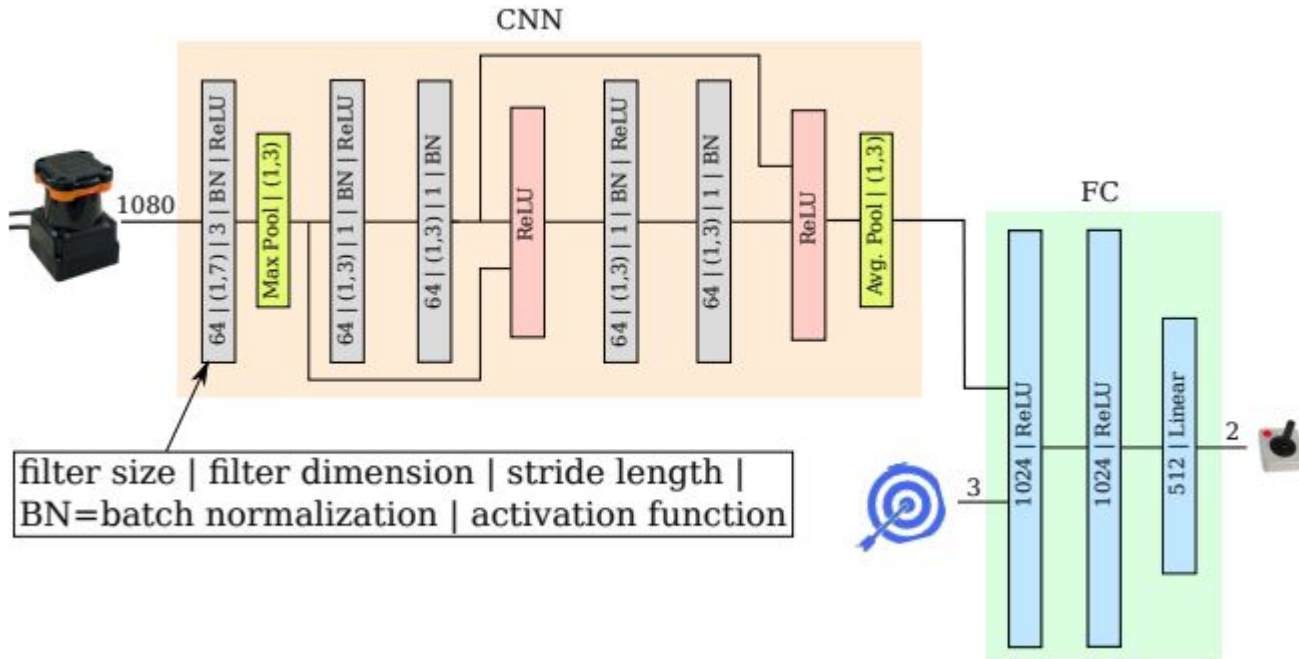 CNN
1080
64 | (1,7) | 3 | BN | ReLU
Max Pool | (1,3)
64 | (1,3) | 1 | BN | ReLU
64 | (1,3) | 1 | BN
ReLU
64 | (1,3) | 1 | BN | ReLU
64 | (1,3) | 1 | BN
ReLU
Avg. Pool | (1,3)
FC
3
1024 | ReLU
1024 | ReLU
512 | Linear
2
filter size | filter dimension | stride length |
BN=batch normalization | activation function